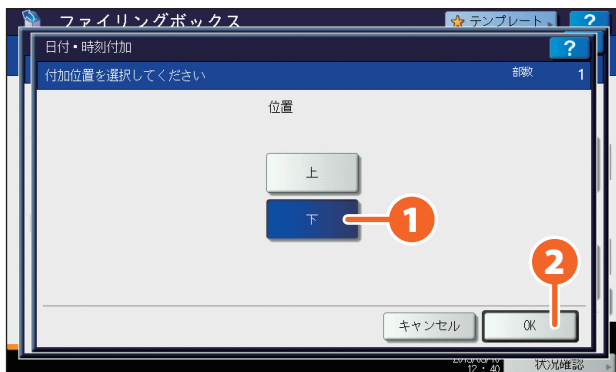 ファイリングボックス
テンプレート
?
日付・時刻付加
?
付加位置を選択してください
部数 1
位置
上
下
1
2
キャンセル
OK
12:40
状況確認